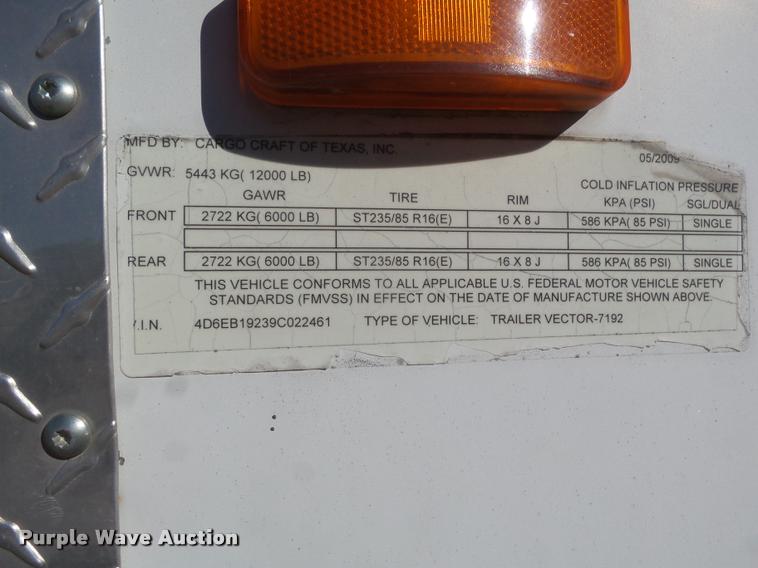 MFD BY: CARGO CRAFT OF TEXAS, INC. 05/2009
GVWR: 5443 KG( 12000 LB)
COLD INFLATION PRESSURE
GAWR TIRE RIM KPA (PSI) SGL/DUAL
FRONT 2722 KG( 6000 LB) ST235/85 R16(E) 16 X 8 J 586 KPA( 85 PSI) SINGLE
REAR 2722 KG( 6000 LB) ST235/85 R16(E) 16 X 8 J 586 KPA( 85 PSI) SINGLE
THIS VEHICLE CONFORMS TO ALL APPLICABLE U.S. FEDERAL MOTOR VEHICLE SAFETY
STANDARDS (FMVSS) IN EFFECT ON THE DATE OF MANUFACTURE SHOWN ABOVE.
V.I.N. 4D6EB19239C022461 TYPE OF VEHICLE: TRAILER VECTOR-7192
Purple Wave Auction